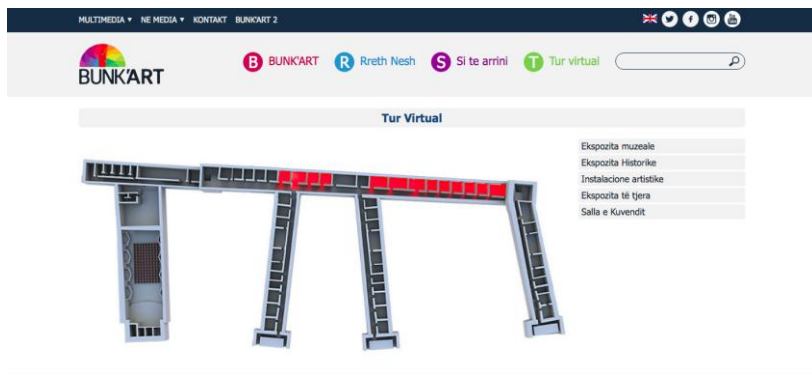 MULTIMEDIA ▾ NE MEDIA ▾ KONTAKT BUNK'ART 2
BUNK'ART
B BUNK'ART R Rreth Nesh S Si te arrini T Tur virtual
Tur Virtual
Ekspozita muzeale
Ekspozita Historike
Instalacione artistike
Ekspozita të tjera
Salla e Kuvendit